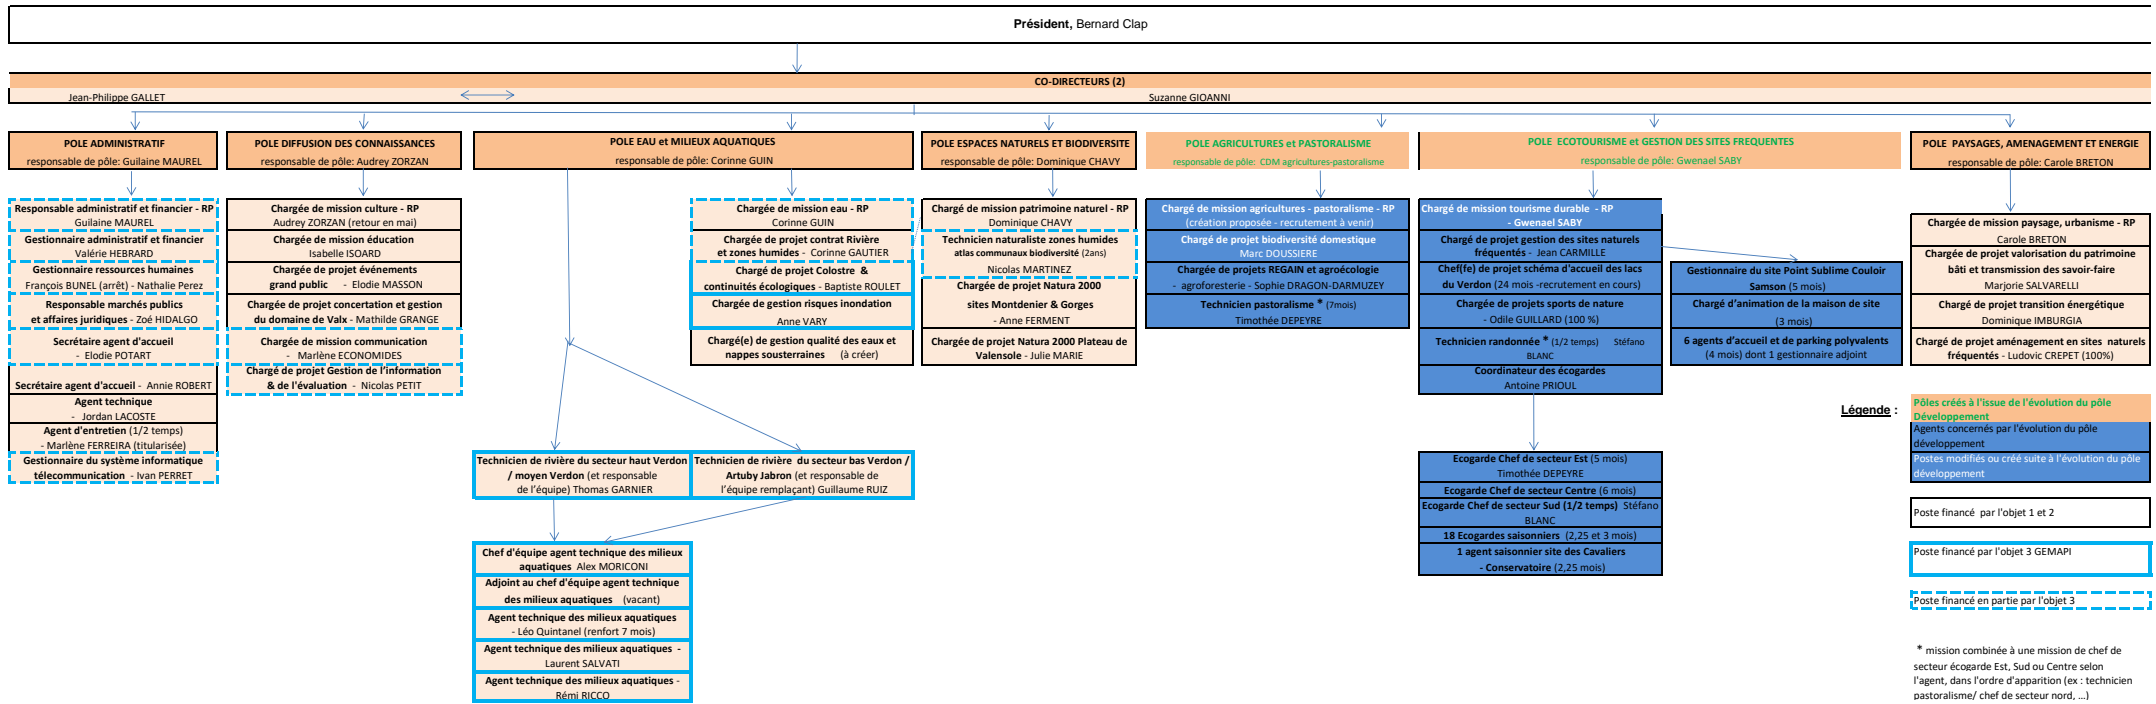 Président, Bernard Clap
CO-DIRECTEURS (2)
Jean-Philippe GALLET
Suzanne GIOANNI
POLE ADMINISTRATIF
responsable de pôle: Guilaine MAUREL
POLE DIFFUSION DES CONNAISSANCES
responsable de pôle: Audrey ZORZAN
POLE EAU et MILIEUX AQUATIQUES
responsable de pôle: Corinne GUIN
POLE ESPACES NATURELS ET BIODIVERSITE
responsable de pôle: Dominique CHAVY
POLE AGRICULTURES et PASTORALISME
responsable de pôle: CDM agricultures-pastoralisme
POLE ECOTOURISME et GESTION DES SITES FREQUENTES
responsable de pôle: Gwenael SABY
POLE PAYSAGES, AMENAGEMENT ET ENERGIE
responsable de pôle: Carole BRETON
Responsable administratif et financier - RP
Guilaine MAUREL
Gestionnaire administratif et financier
Valérie HEBRARD
Gestionnaire ressources humaines
François BUNEL (arrêt) - Nathalie Perez
Responsable marchés publics
et affaires juridiques - Zoé HIDALGO
Secrétaire agent d'accueil
- Elodie POTART
Secrétaire agent d'accueil - Annie ROBERT
Agent technique
- Jordan LACOSTE
Agent d'entretien (1/2 temps)
- Marlène FERREIRA (titularisée)
Gestionnaire du système informatique
télecommunication - Ivan PERRET
Chargée de mission culture - RP
Audrey ZORZAN (retour en mai)
Chargée de mission éducation
Isabelle ISOARD
Chargée de projet événements
grand public - Elodie MASSON
Chargée de projet concertation et gestion
du domaine de Valx - Mathilde GRANGE
Chargée de mission communication
- Marlène ECONOMIDES
Chargé de projet Gestion de l'information
& de l'évaluation - Nicolas PETIT
Chargée de mission eau - RP
Corinne GUIN
Chargée de projet contrat Rivière
et zones humides - Corinne GAUTIER
Chargé de projet Colostre &
continuités écologiques - Baptiste ROULET
Chargée de gestion risques inondation
Anne VARY
Chargé(e) de gestion qualité des eaux et
nappes sousterraines (à créer)
Technicien de rivière du secteur haut Verdon
/ moyen Verdon (et responsable
de l'équipe) Thomas GARNIER
Technicien de rivière du secteur bas Verdon /
Artuby Jabron (et responsable de
l'équipe remplaçant) Guillaume RUIZ
Chef d'équipe agent technique des milieux
aquatiques Alex MORICONI
Adjoint au chef d'équipe agent technique
des milieux aquatiques (vacant)
Agent technique des milieux aquatiques
- Léo Quintanel (renfort 7 mois)
Agent technique des milieux aquatiques -
Laurent SALVATI
Agent technique des milieux aquatiques -
Rémi RICCO
Chargé de mission patrimoine naturel - RP
Dominique CHAVY
Technicien naturaliste zones humides
atlas communaux biodiversité (2ans)
Nicolas MARTINEZ
Chargée de projet Natura 2000
sites Montdenier & Gorges
- Anne FERMENT
Chargée de projet Natura 2000 Plateau de
Valensole - Julie MARIE
Chargé de mission agricultures - pastoralisme - RP
(création proposée - recrutement à venir)
Chargé de projet biodiversité domestique
Marc DOUSSIERE
Chargée de projets REGAIN et agroécologie
- agroforesterie - Sophie DRAGON-DARMUZEY
Technicien pastoralisme * (7mois)
Timothée DEPEYRE
Chargé de mission tourisme durable - RP
- Gwenael SABY
Chargé de projet gestion des sites naturels
fréquentés - Jean CARMILLE
Chef(fe) de projet schéma d'accueil des lacs
du Verdon (24 mois -recrutement en cours)
Chargée de projets sports de nature
- Odile GUILLARD (100 %)
Technicien randonnée * (1/2 temps) Stéfano
BLANC
Coordinateur des écogardes
Antoine PRIOUL
Gestionnaire du site Point Sublime Couloir
Samson (5 mois)
Chargé d'animation de la maison de site
(3 mois)
6 agents d'accueil et de parking polyvalents
(4 mois) dont 1 gestionnaire adjoint
Ecogarde Chef de secteur Est (5 mois)
Timothée DEPEYRE
Ecogarde Chef de secteur Centre (6 mois)
Ecogarde Chef de secteur Sud (1/2 temps) Stéfano
BLANC
18 Ecogardes saisonniers (2,25 et 3 mois)
1 agent saisonnier site des Cavaliers
- Conservatoire (2,25 mois)
Chargée de mission paysage, urbanisme - RP
Carole BRETON
Chargée de projet valorisation du patrimoine
bâti et transmission des savoir-faire
Marjorie SALVARELLI
Chargé de projet transition énergétique
Dominique IMBURGIA
Chargé de projet aménagement en sites naturels
fréquentés - Ludovic CREPET (100%)
Légende :
Pôles créés à l'issue de l'évolution du pôle
Développement
Agents concernés par l'évolution du pôle
développement
Postes modifiés ou créé suite à l'évolution du pôle
développement
Poste financé par l'objet 1 et 2
Poste financé par l'objet 3 GEMAPI
Poste financé en partie par l'objet 3
* mission combinée à une mission de chef de
secteur écogarde Est, Sud ou Centre selon
l'agent, dans l'ordre d'apparition (ex : technicien
pastoralisme/ chef de secteur nord, ...)